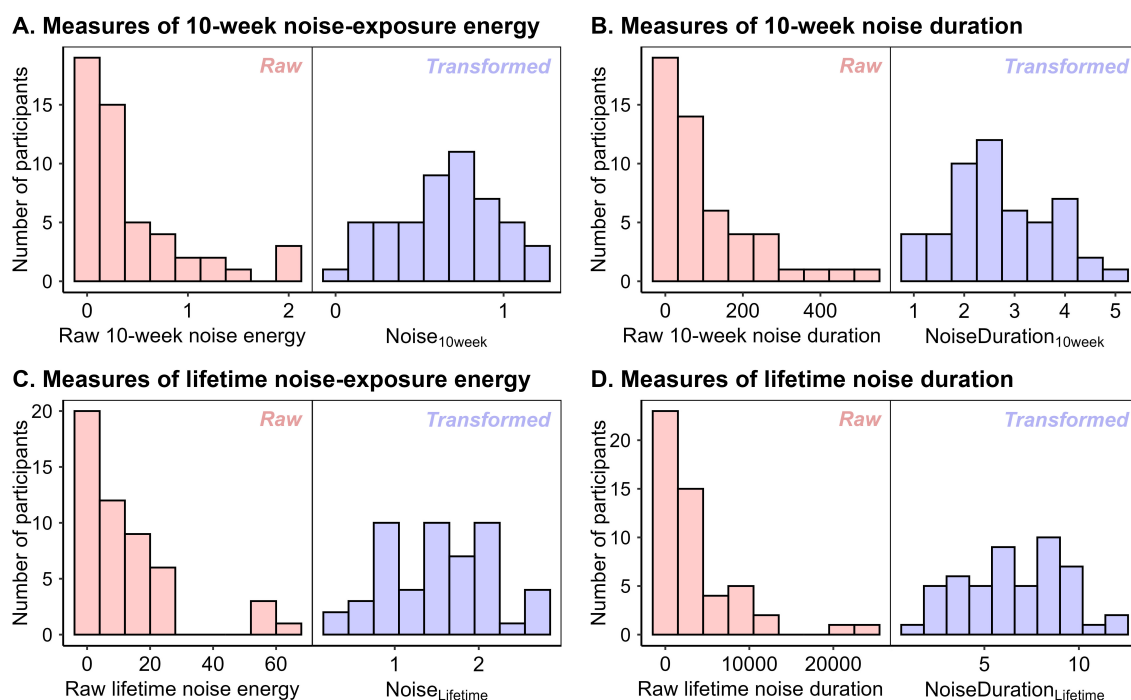 A. Measures of 10-week noise-exposure energy
Number of participants
15
10
5
0
Raw
Transformed
0 1 2
0 1
Raw 10-week noise energy
Noise10week
B. Measures of 10-week noise duration
Number of participants
15
10
5
0
Raw
Transformed
0 200 400
1 2 3 4 5
Raw 10-week noise duration
NoiseDuration10week
C. Measures of lifetime noise-exposure energy
Number of participants
20
15
10
5
0
Raw
Transformed
0 20 40 60
1 2
Raw lifetime noise energy
NoiseLifetime
D. Measures of lifetime noise duration
Number of participants
20
15
10
5
0
Raw
Transformed
0 10000 20000
5 10
Raw lifetime noise duration
NoiseDurationLifetime